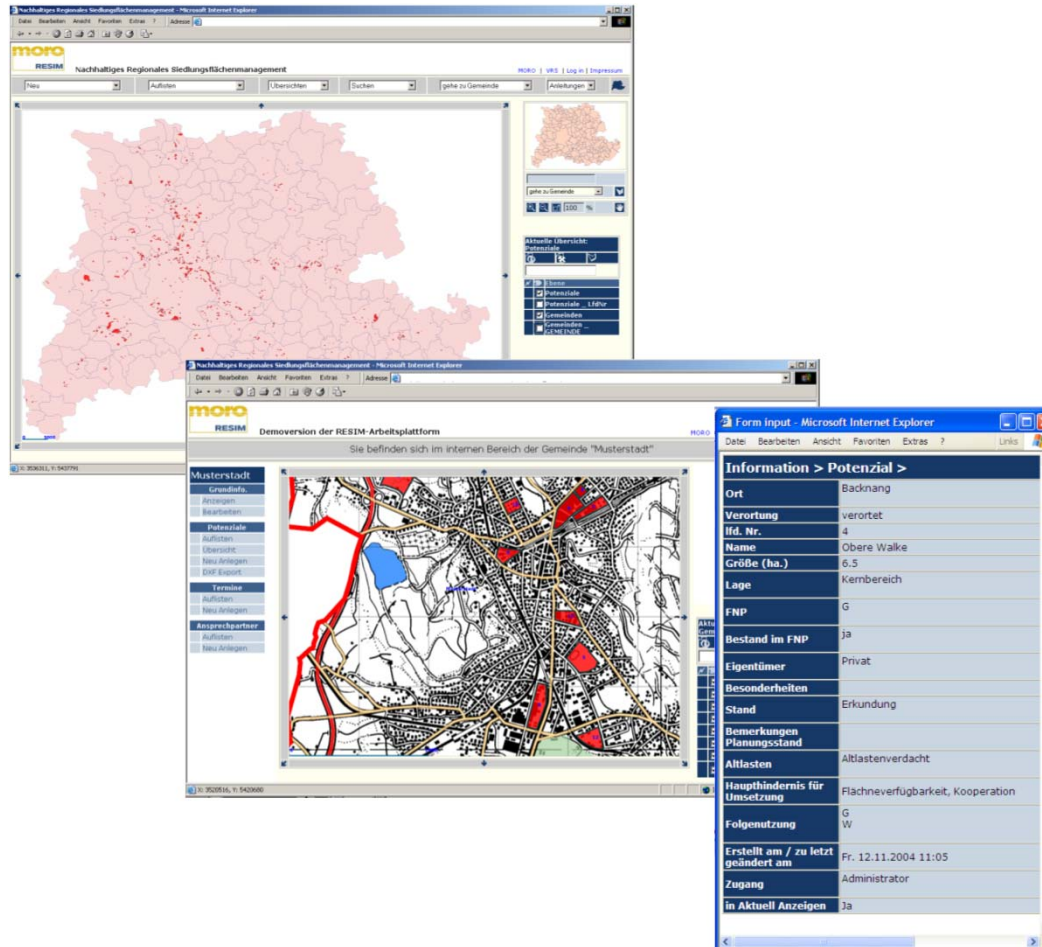 Nachhaltiges Regionales Siedlungsflächenmanagement - Microsoft Internet Explorer
Datei Bearbeiten Ansicht Favoriten Extras ? Adresse
moro
RESIM Nachhaltiges Regionales Siedlungsflächenmanagement MORO | VRS | Log in | Impressum
Neu Auflisten Übersichten Suchen gehe zu Gemeinde Anleitungen
gehe zu Gemeinde
100 %
Aktuelle Übersicht:
Potenziale
Ebene
Potenziale
Potenziale _ LfdNr
Gemeinden
Gemeinden _
GEMEINDE
X: 3536311, Y: 5437791
Nachhaltiges Regionales Siedlungsflächenmanagement - Microsoft Internet Explorer
Datei Bearbeiten Ansicht Favoriten Extras ? Adresse
moro
RESIM Demoversion der RESIM-Arbeitsplattform MORO
Sie befinden sich im internen Bereich der Gemeinde "Musterstadt"
Musterstadt
Grundinfo.
Anzeigen
Bearbeiten
Potenziale
Auflisten
Übersicht
Neu Anlegen
DXF Export
Termine
Auflisten
Neu Anlegen
Ansprechpartner
Auflisten
Neu Anlegen
X: 3520516, Y: 5420680
Form input - Microsoft Internet Explorer
Datei Bearbeiten Ansicht Favoriten Extras ? Links
Information > Potenzial >
Ort Backnang
Verortung verortet
lfd. Nr. 4
Name Obere Walke
Größe (ha.) 6.5
Lage Kernbereich
FNP G
Bestand im FNP ja
Eigentümer Privat
Besonderheiten
Stand Erkundung
Bemerkungen
Planungsstand
Altlasten Altlastenverdacht
Haupthindernis für
Umsetzung Flächneverfügbarkeit, Kooperation
Folgenutzung G
W
Erstellt am / zu letzt
geändert am Fr. 12.11.2004 11:05
Zugang Administrator
in Aktuell Anzeigen Ja